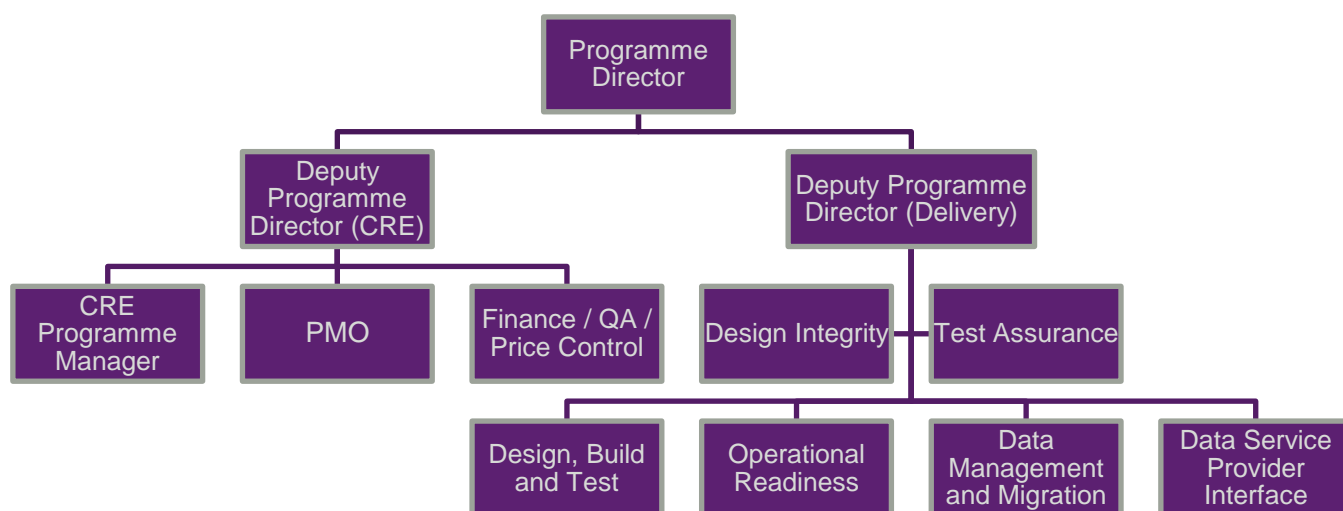 Programme
Director
Deputy
Programme
Director (CRE)
Deputy Programme
Director (Delivery)
CRE
Programme
Manager
PMO
Finance / QA /
Price Control
Design Integrity
Test Assurance
Design, Build
and Test
Operational
Readiness
Data
Management
and Migration
Data Service
Provider
Interface